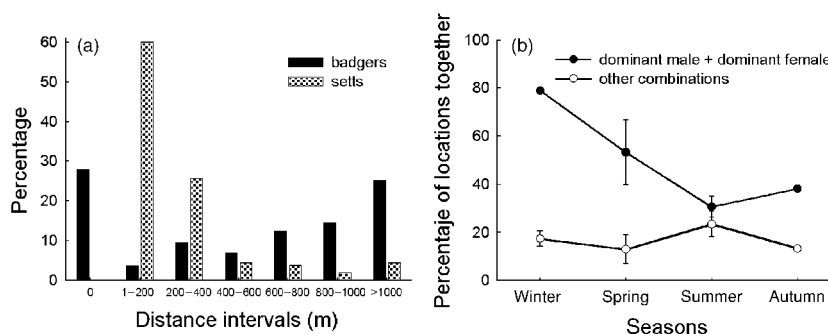 (a)
badgers
setts
Percentage
60
50
40
30
20
10
0
0 1–200 200–400 400–600 600–800 800–1000 >1000
Distance intervals (m)
(b)
dominant male + dominant female
other combinations
Percentaje of locations together
100
80
60
40
20
0
Winter Spring Summer Autumn
Seasons